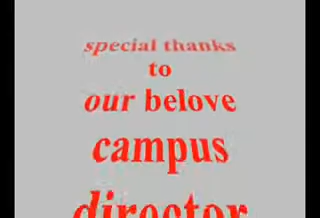 special thanks
to
our belove
campus
director